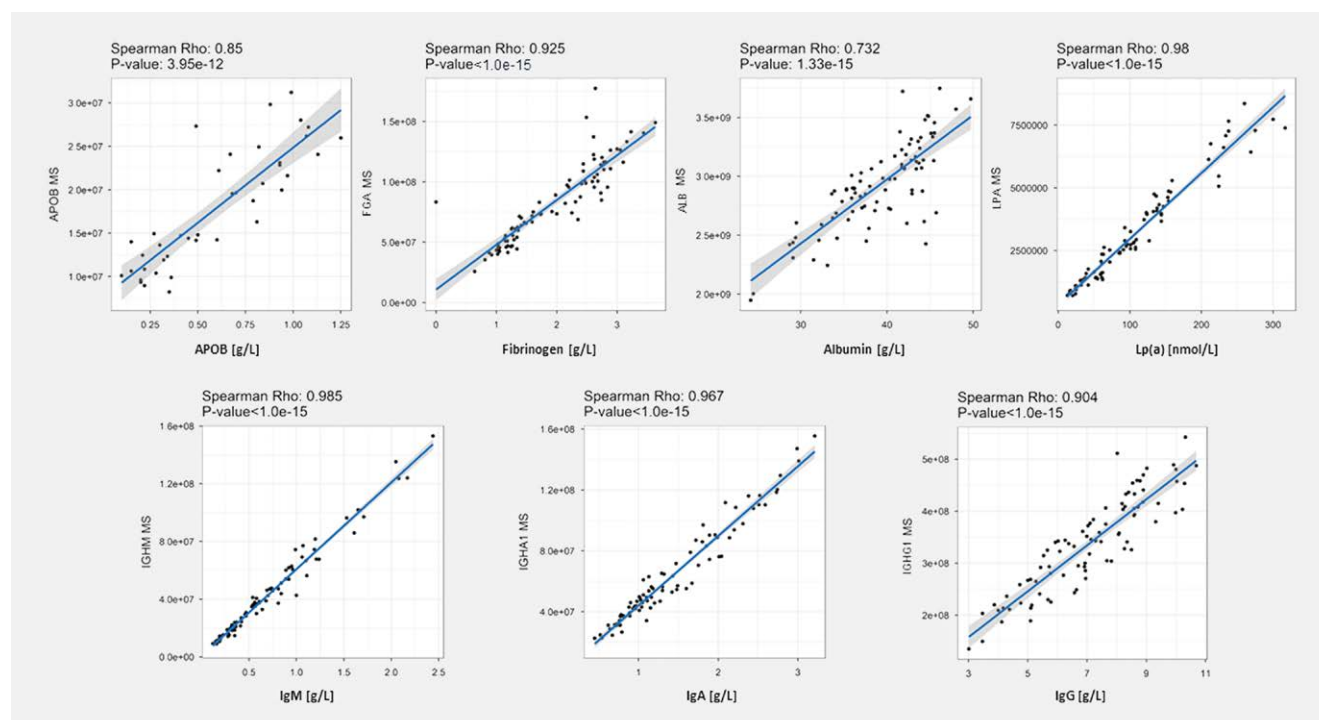 Spearman Rho: 0.85
P-value: 3.95e-12
APOB MS
3.0e+07
2.5e+07
2.0e+07
1.5e+07
1.0e+07
0.25 0.50 0.75 1.00 1.25
APOB [g/L]
Spearman Rho: 0.925
P-value<1.0e-15
FGA MS
1.5e+08
1.0e+08
5.0e+07
0.0e+00
0 1 2 3
Fibrinogen [g/L]
Spearman Rho: 0.732
P-value: 1.33e-15
ALB MS
3.5e+09
3.0e+09
2.5e+09
2.0e+09
30 40 50
Albumin [g/L]
Spearman Rho: 0.98
P-value<1.0e-15
LPA MS
7500000
5000000
2500000
0 100 200 300
Lp(a) [nmol/L]
Spearman Rho: 0.985
P-value<1.0e-15
IGHM MS
1.6e+08
1.2e+08
8.0e+07
4.0e+07
0.0e+00
0.5 1.0 1.5 2.0 2.5
IgM [g/L]
Spearman Rho: 0.967
P-value<1.0e-15
IGHA1 MS
1.6e+08
1.2e+08
8.0e+07
4.0e+07
1 2 3
IgA [g/L]
Spearman Rho: 0.904
P-value<1.0e-15
IGHG1 MS
5e+08
4e+08
3e+08
2e+08
3 5 7 9 11
IgG [g/L]